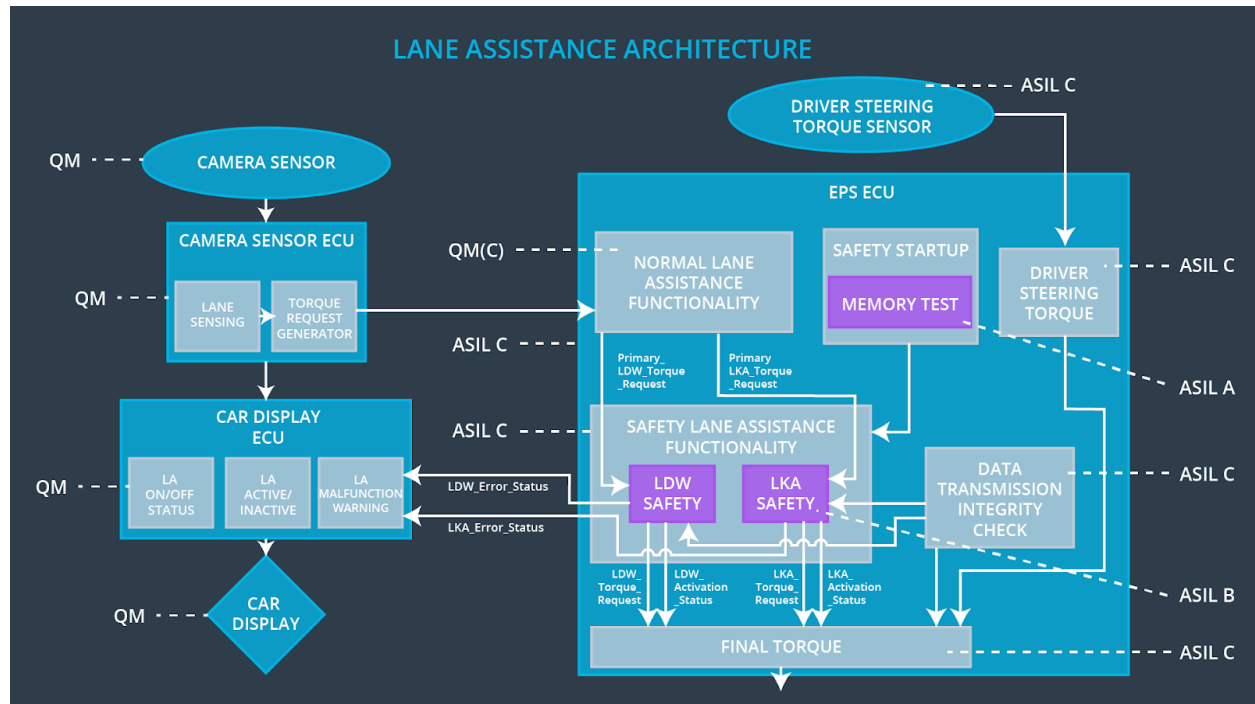 LANE ASSISTANCE ARCHITECTURE
ASIL C
DRIVER STEERING
TORQUE SENSOR
QM
CAMERA SENSOR
EPS ECU
CAMERA SENSOR ECU
QM(C)
NORMAL LANE
ASSISTANCE
FUNCTIONALITY
SAFETY STARTUP
MEMORY TEST
DRIVER
STEERING
TORQUE
ASIL C
QM
LANE
SENSING
TORQUE
REQUEST
GENERATOR
ASIL C
Primary_
LDW_Torque
_Request
Primary
LKA_Torque
_Request
ASIL A
CAR DISPLAY
ECU
ASIL C
SAFETY LANE ASSISTANCE
FUNCTIONALITY
QM
LA
ON/OFF
STATUS
LA
ACTIVE/
INACTIVE
LA
MALFUNCTION
WARNING
LDW_Error_Status
LKA_Error_Status
LDW
SAFETY
LKA
SAFETY
DATA
TRANSMISSION
INTEGRITY
CHECK
ASIL C
LDW_
Torque_
Request
LDW_
Activation
_Status
LKA_
Torque_
Request
LKA_
Activation
_Status
ASIL B
QM
CAR
DISPLAY
FINAL TORQUE
ASIL C